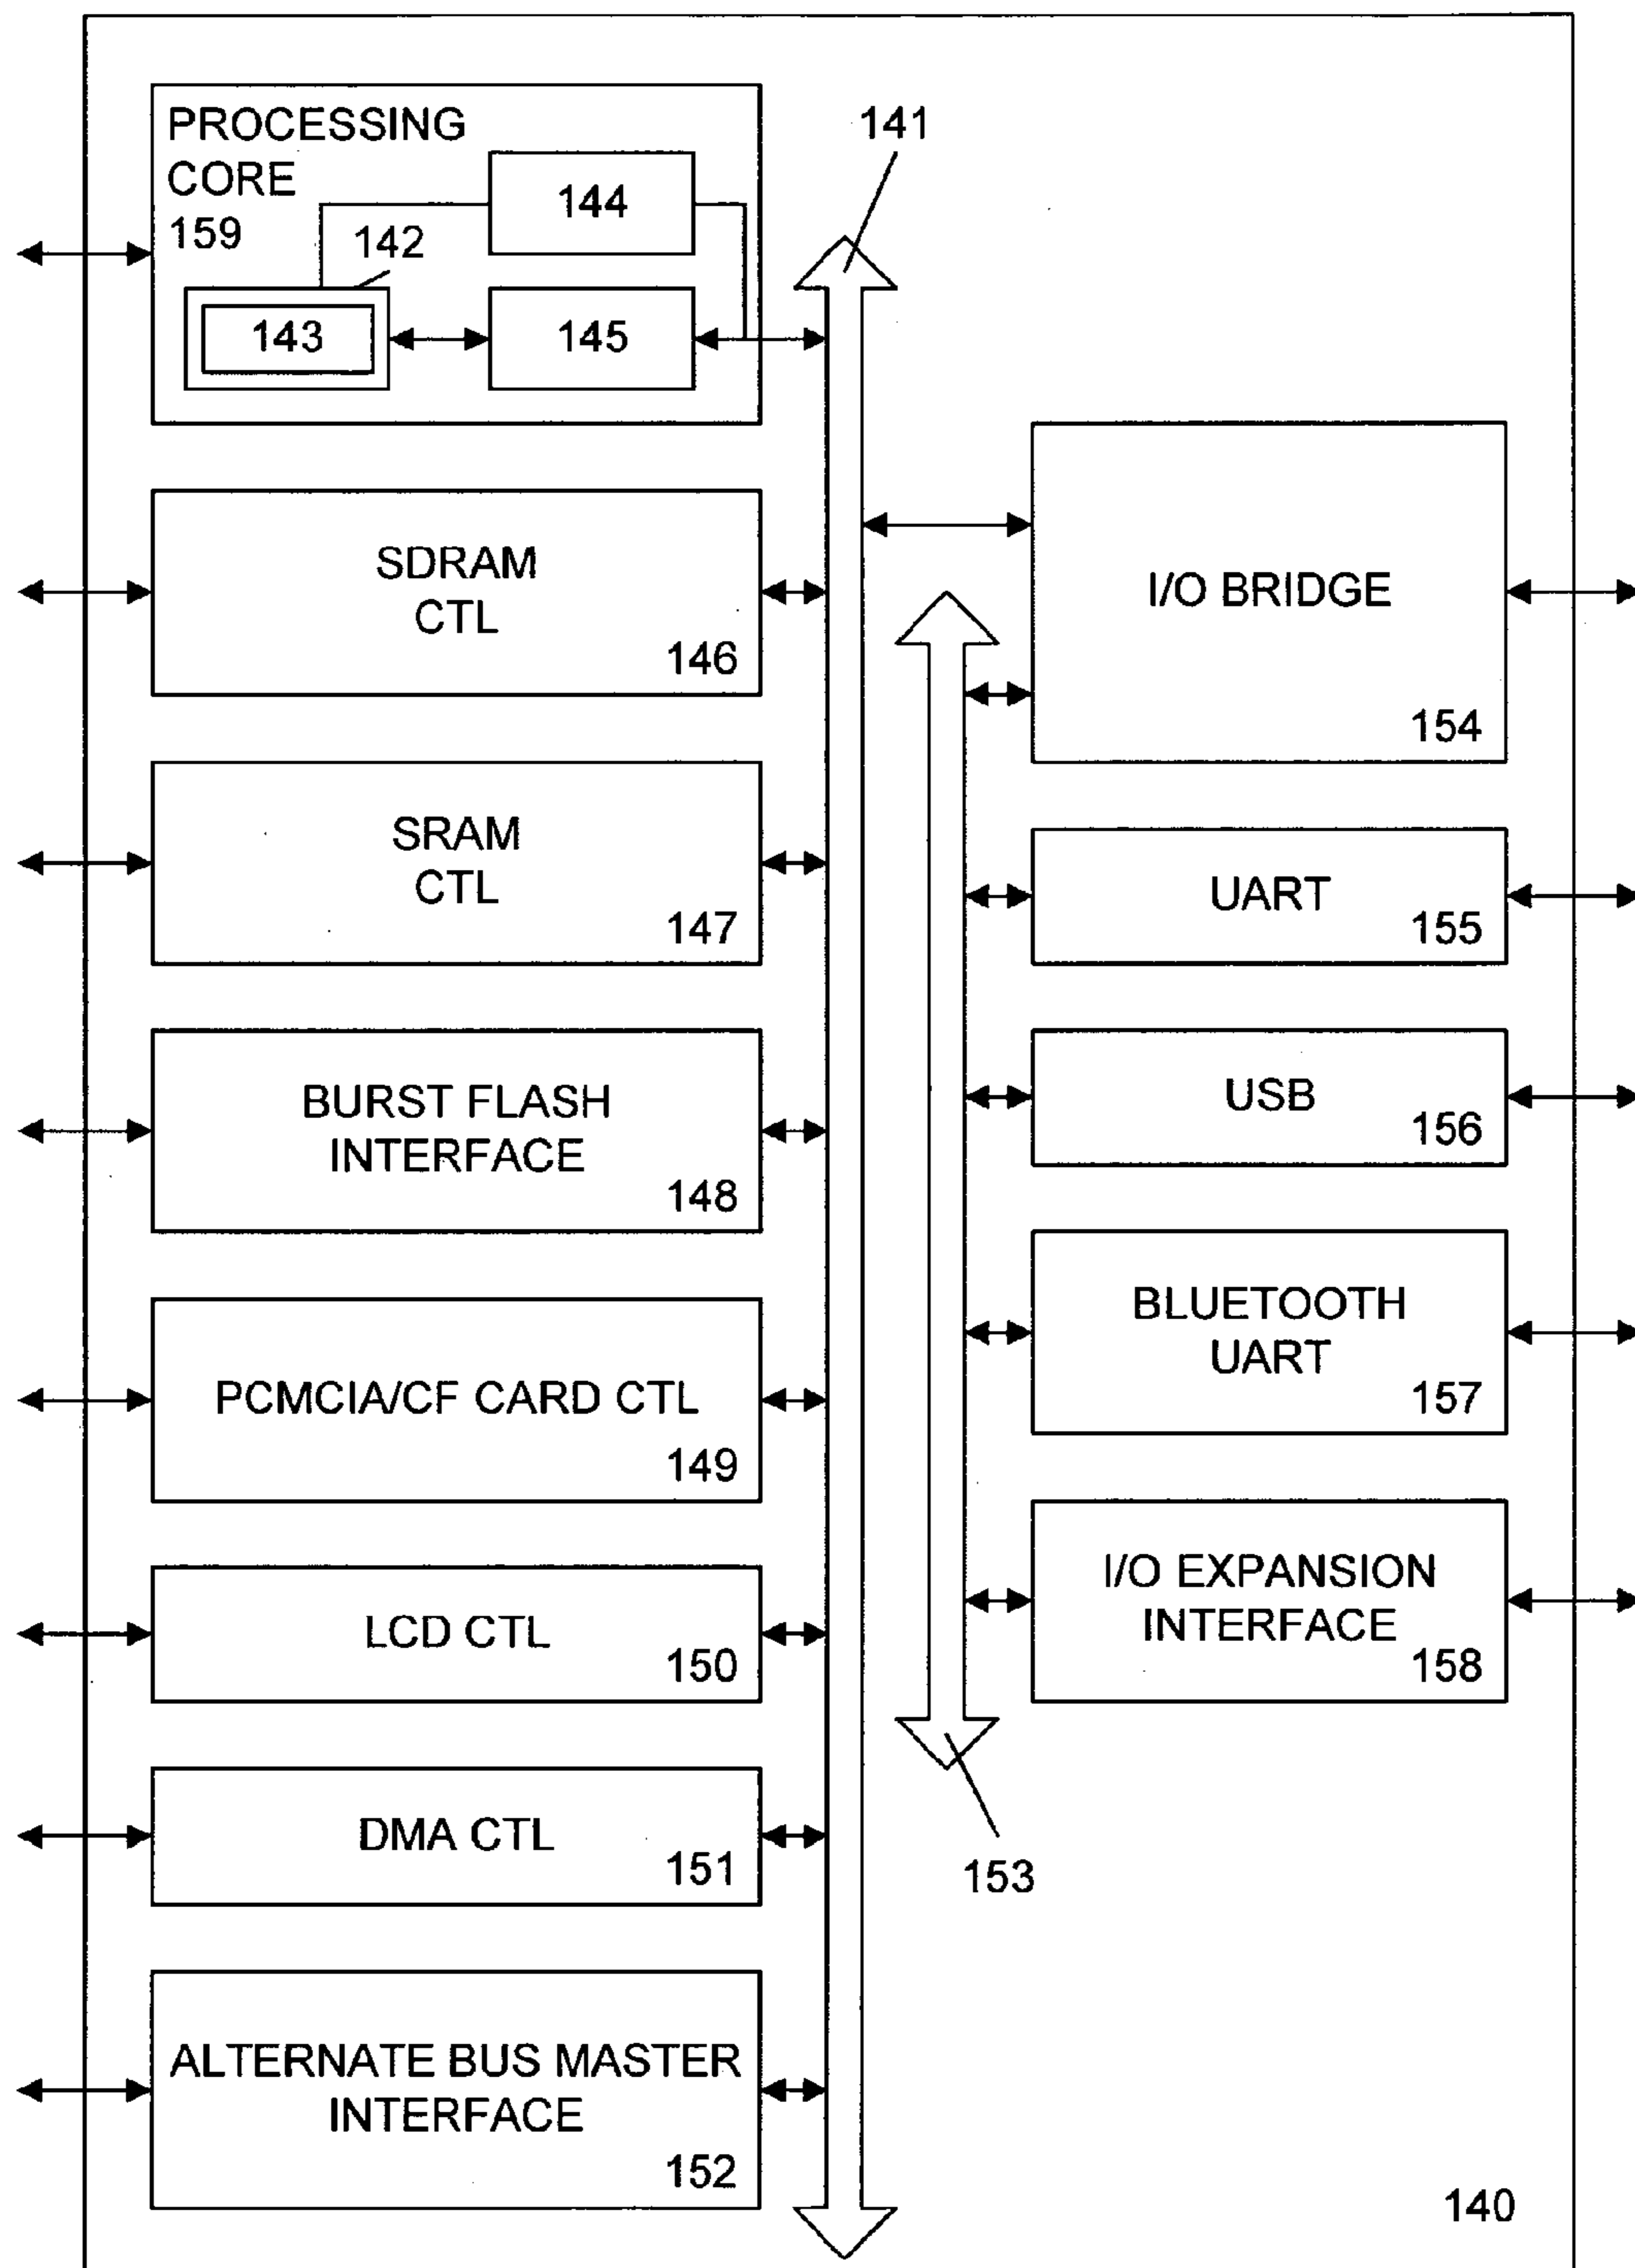 PROCESSING
CORE
159
142
144
143
145
141
SDRAM
CTL
146
SRAM
CTL
147
BURST FLASH
INTERFACE
148
PCMCIA/CF CARD CTL
149
LCD CTL
150
DMA CTL
151
ALTERNATE BUS MASTER
INTERFACE
152
I/O BRIDGE
154
UART
155
USB
156
BLUETOOTH
UART
157
I/O EXPANSION
INTERFACE
158
153
140